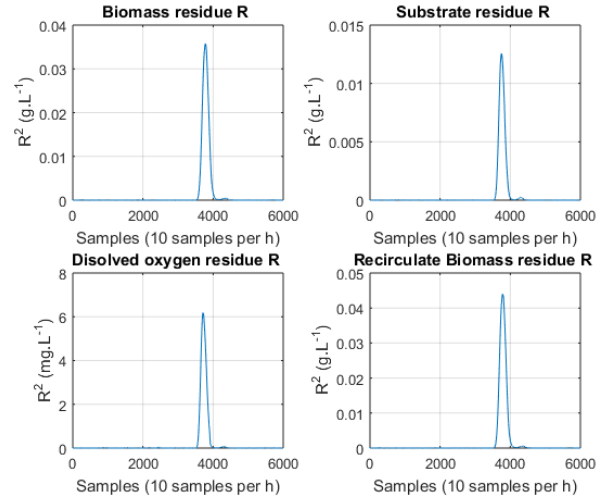 Biomass residue R
0.04
0.03
0.02
0.01
0
R² (g.L⁻¹)
0 2000 4000 6000
Samples (10 samples per h)
Substrate residue R
0.015
0.01
0.005
0
R² (g.L⁻¹)
0 2000 4000 6000
Samples (10 samples per h)
Disolved oxygen residue R
8
6
4
2
0
R² (mg.L⁻¹)
0 2000 4000 6000
Samples (10 samples per h)
Recirculate Biomass residue R
0.05
0.04
0.03
0.02
0.01
0
R² (g.L⁻¹)
0 2000 4000 6000
Samples (10 samples per h)